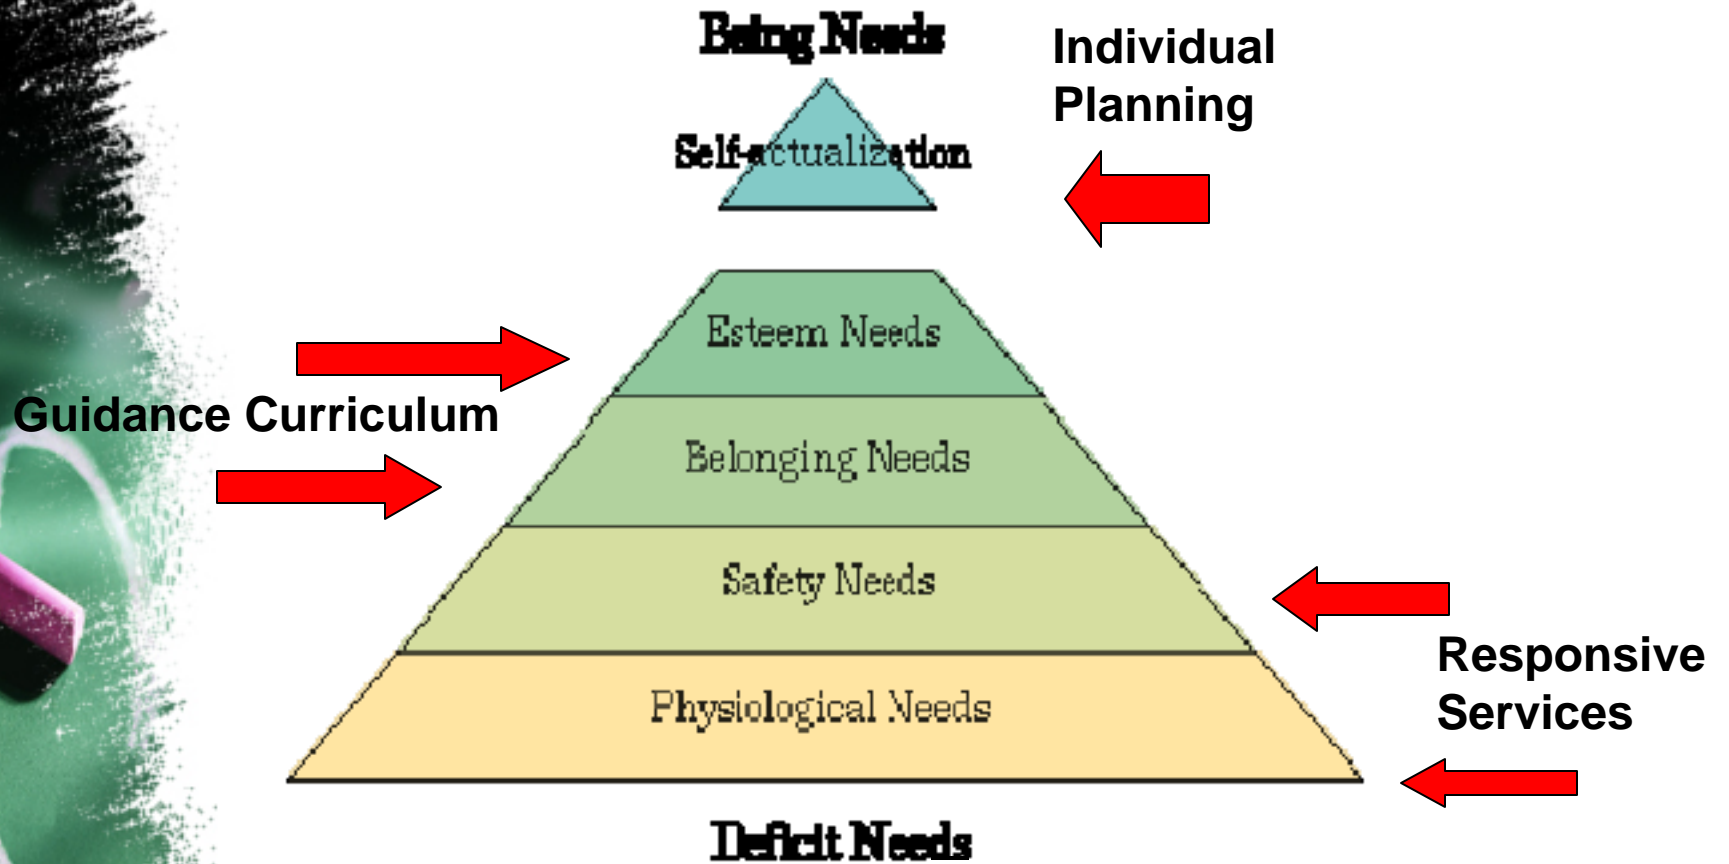 Being Needs
Individual
Planning
Self-actualization
Esteem Needs
Guidance Curriculum
Belonging Needs
Safety Needs
Responsive
Services
Physiological Needs
Deficit Needs